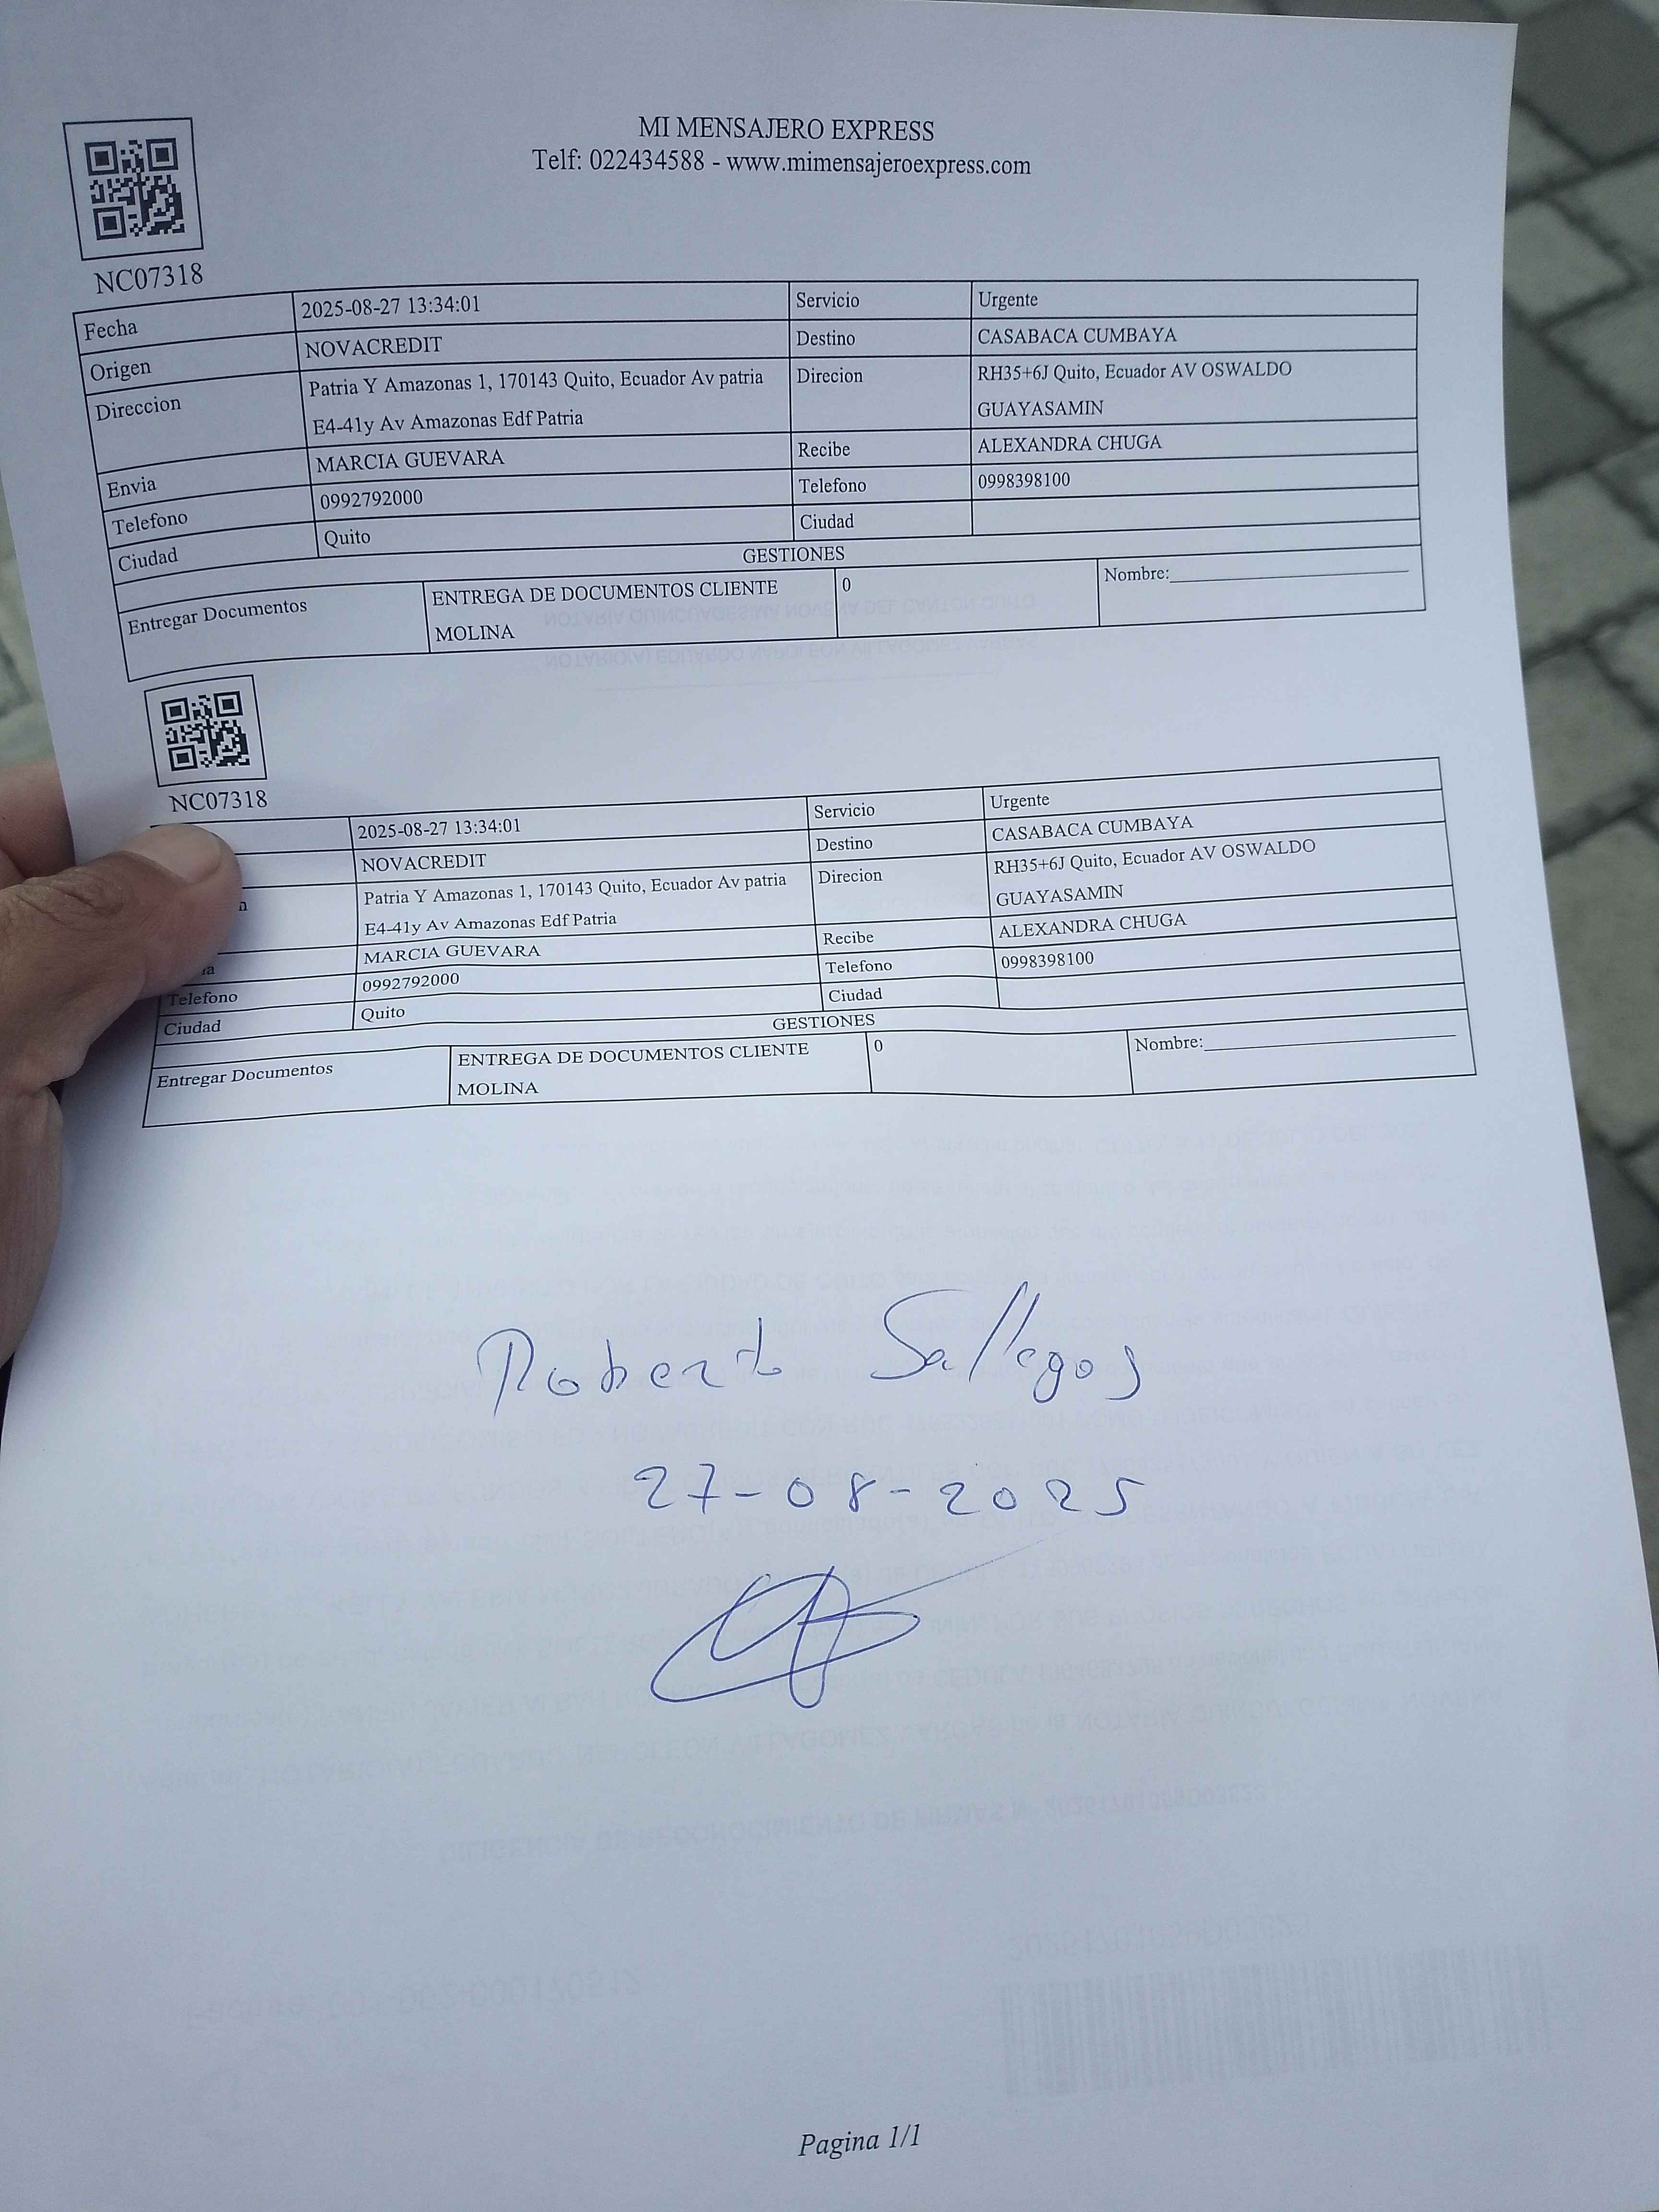 MI MENSAJERO EXPRESS
Telf: 022434588 - www.mimensajeroexpress.com
NC07318
Fecha 2025-08-27 13:34:01 Servicio Urgente
Origen NOVACREDIT Destino CASABACA CUMBAYA
Direccion Patria Y Amazonas 1, 170143 Quito, Ecuador Av patria Direcion RH35+6J Quito, Ecuador AV OSWALDO
E4-41y Av Amazonas Edf Patria GUAYASAMIN
Envia MARCIA GUEVARA Recibe ALEXANDRA CHUGA
Telefono 0992792000 Telefono 0998398100
Ciudad Quito Ciudad
GESTIONES
Entregar Documentos ENTREGA DE DOCUMENTOS CLIENTE 0 Nombre:
MOLINA
NC07318
2025-08-27 13:34:01 Servicio Urgente
NOVACREDIT Destino CASABACA CUMBAYA
n Patria Y Amazonas 1, 170143 Quito, Ecuador Av patria Direcion RH35+6J Quito, Ecuador AV OSWALDO
E4-41y Av Amazonas Edf Patria GUAYASAMIN
ia MARCIA GUEVARA Recibe ALEXANDRA CHUGA
Telefono 0992792000 Telefono 0998398100
Ciudad Quito Ciudad
GESTIONES
Entregar Documentos ENTREGA DE DOCUMENTOS CLIENTE 0 Nombre:
MOLINA
Roberto Gallegos
27-08-2025
Pagina 1/1